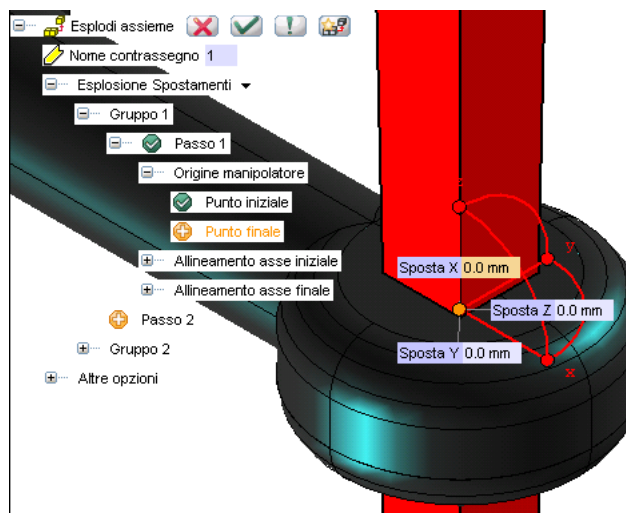 Esplodi assieme
Nome contrassegno 1
Esplosione Spostamenti
Gruppo 1
Passo 1
Origine manipolatore
Punto iniziale
Punto finale
Allineamento asse iniziale
Allineamento asse finale
Passo 2
Gruppo 2
Altre opzioni
z
y
Sposta X 0.0 mm
Sposta Z 0.0 mm
Sposta Y 0.0 mm
x